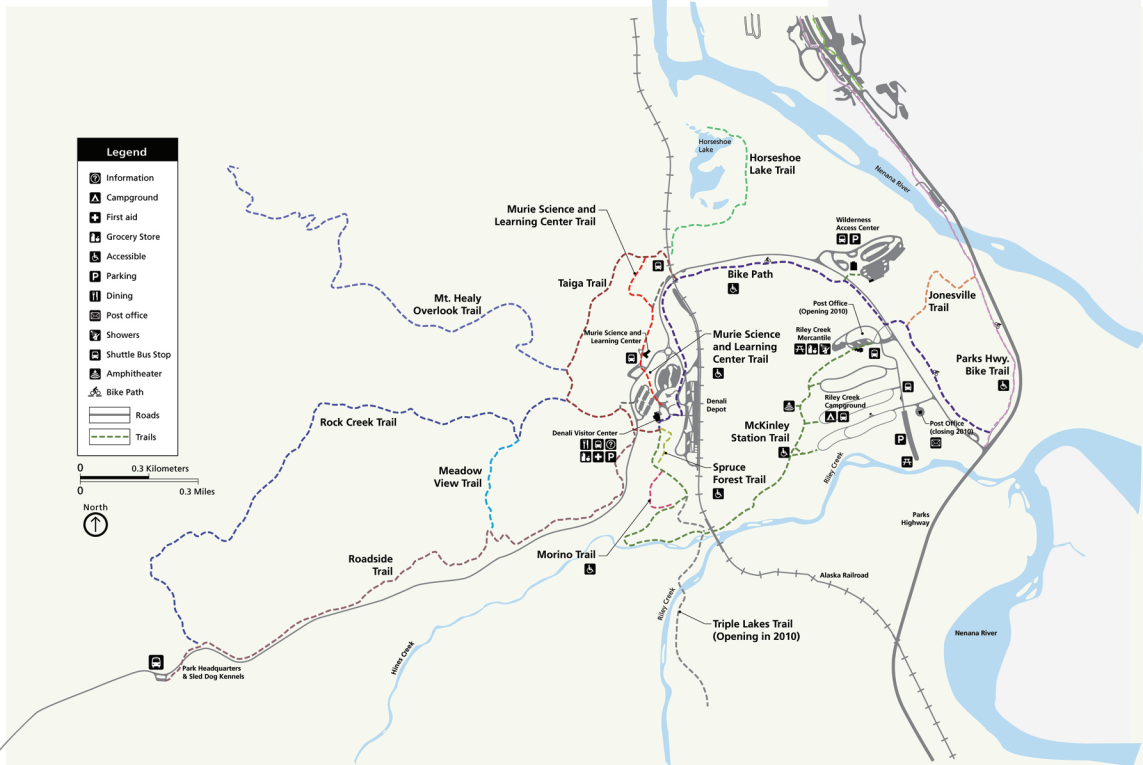 Legend
Information
Campground
First aid
Grocery Store
Accessible
Parking
Dining
Post office
Showers
Shuttle Bus Stop
Amphitheater
Bike Path
Roads
Trails
0 0.3 Kilometers
0 0.3 Miles
North
Horsehoe
Lake
Horseshoe
Lake Trail
Nenana River
Murie Science and
Learning Center Trail
Wilderness
Access Center
Taiga Trail
Bike Path
Mt. Healy
Overlook Trail
Jonesville
Trail
Post Office
(Opening 2010)
Murie Science and
Learning Center
Murie Science
and Learning
Center Trail
Riley Creek
Mercantile
Parks Hwy.
Bike Trail
Rock Creek Trail
Denali
Depot
Riley Creek
Campground
Denali Visitor Center
McKinley
Station Trail
Post Office
(closing 2010)
Meadow
View Trail
Spruce
Forest Trail
Riley Creek
Parks
Highway
Morino Trail
Roadside
Trail
Alaska Railroad
Riley Creek
Triple Lakes Trail
(Opening in 2010)
Nenana River
Hines Creek
Park Headquarters
& Sled Dog Kennels